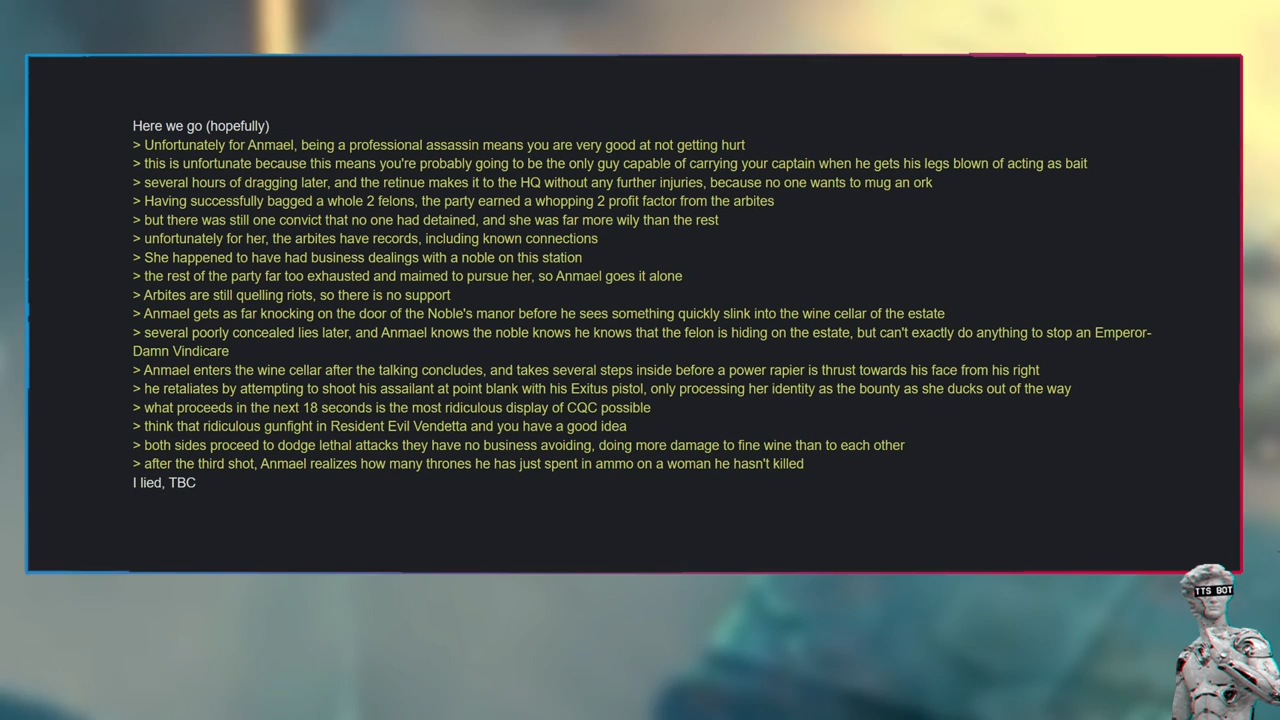 Here we go (hopefully)
> Unfortunately for Anmael, being a professional assassin means you are very good at not getting hurt
> this is unfortunate because this means you're probably going to be the only guy capable of carrying your captain when he gets his legs blown of acting as bait
> several hours of dragging later, and the retinue makes it to the HQ without any further injuries, because no one wants to mug an ork
> Having successfully bagged a whole 2 felons, the party earned a whopping 2 profit factor from the arbites
> but there was still one convict that no one had detained, and she was far more wily than the rest
> unfortunately for her, the arbites have records, including known connections
> She happened to have had business dealings with a noble on this station
> the rest of the party far too exhausted and maimed to pursue her, so Anmael goes it alone
> Arbites are still quelling riots, so there is no support
> Anmael gets as far knocking on the door of the Noble's manor before he sees something quickly slink into the wine cellar of the estate
> several poorly concealed lies later, and Anmael knows the noble knows he knows that the felon is hiding on the estate, but can't exactly do anything to stop an Emperor-
Damn Vindicare
> Anmael enters the wine cellar after the talking concludes, and takes several steps inside before a power rapier is thrust towards his face from his right
> he retaliates by attempting to shoot his assailant at point blank with his Exitus pistol, only processing her identity as the bounty as she ducks out of the way
> what proceeds in the next 18 seconds is the most ridiculous display of CQC possible
> think that ridiculous gunfight in Resident Evil Vendetta and you have a good idea
> both sides proceed to dodge lethal attacks they have no business avoiding, doing more damage to fine wine than to each other
> after the third shot, Anmael realizes how many thrones he has just spent in ammo on a woman he hasn't killed
I lied, TBC
TTS BOT